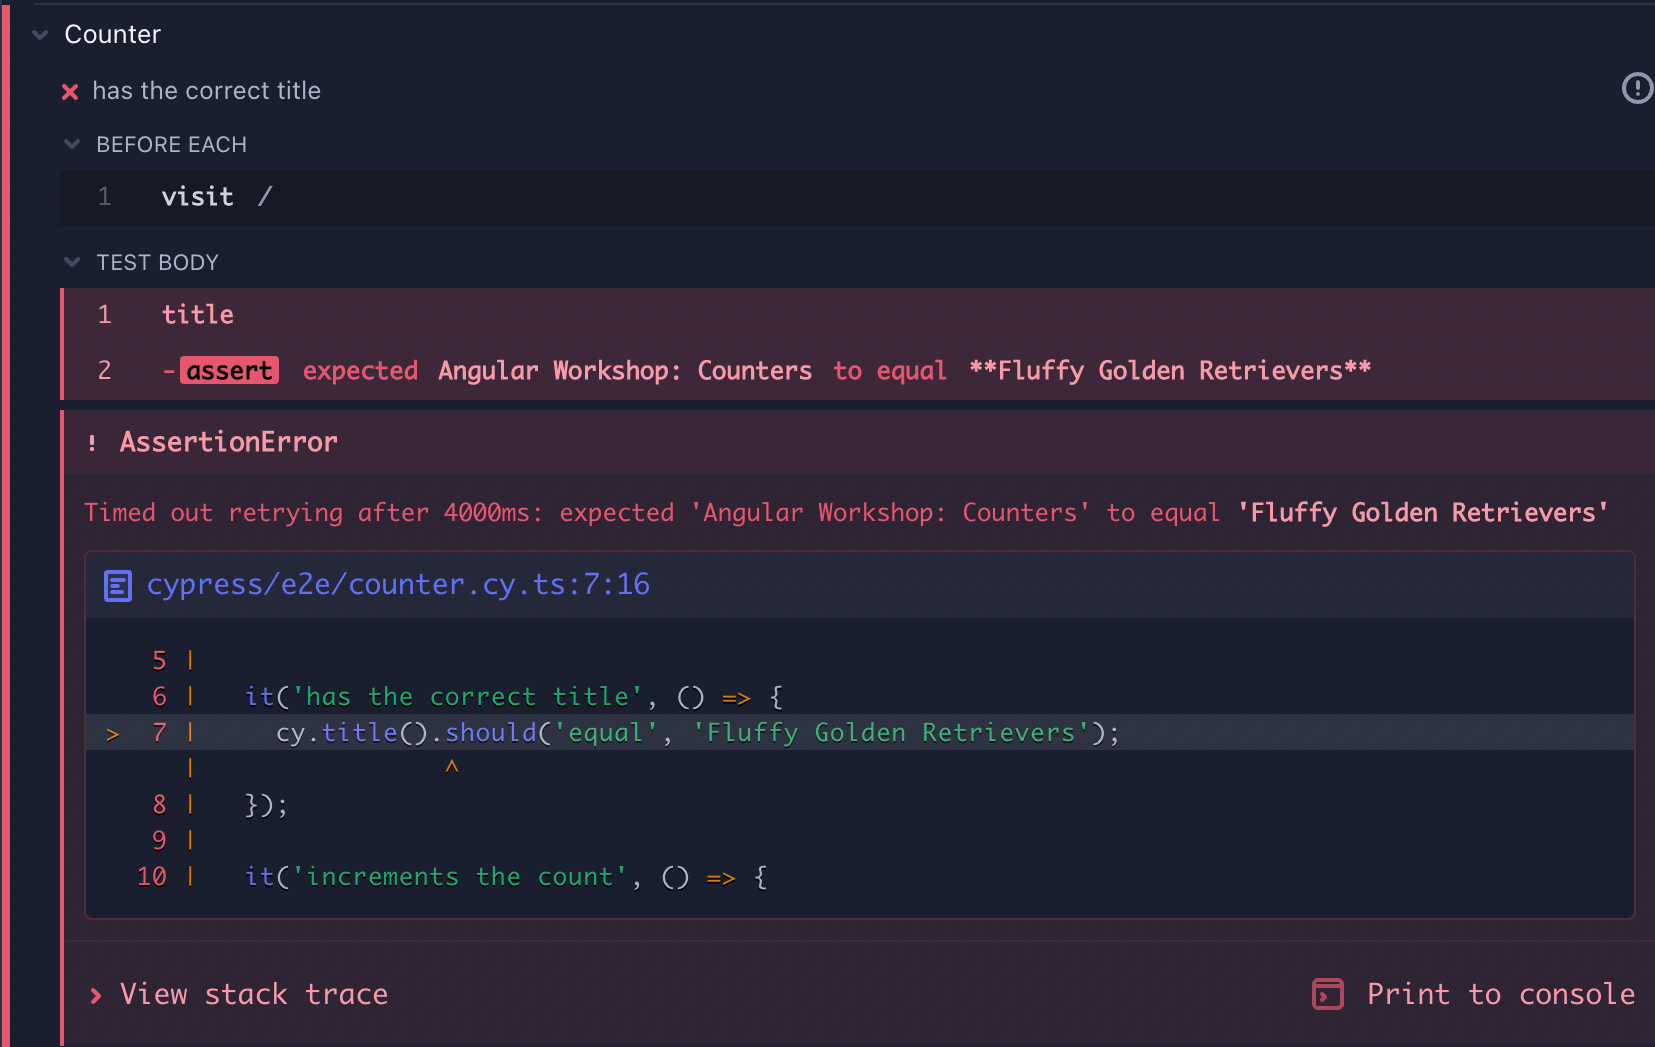 Counter
has the correct title
BEFORE EACH
1 visit /
TEST BODY
1 title
2 -assert expected Angular Workshop: Counters to equal **Fluffy Golden Retrievers**
! AssertionError
Timed out retrying after 4000ms: expected 'Angular Workshop: Counters' to equal 'Fluffy Golden Retrievers'
cypress/e2e/counter.cy.ts:7:16
5 |
6 | it('has the correct title', () => {
> 7 | cy.title().should('equal', 'Fluffy Golden Retrievers');
| ^
8 | });
9 |
10 | it('increments the count', () => {
> View stack trace
Print to console